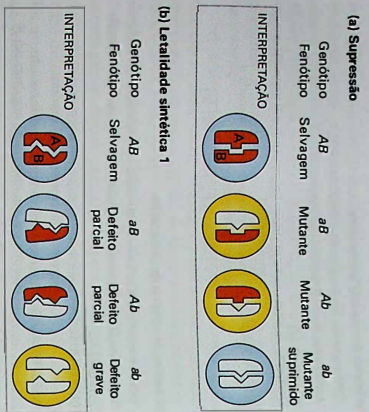 (a) Supressão
Genótipo AB aB Ab ab
Fenótipo Selvagem Mutante Mutante Mutante
suprimido
INTERPRETAÇÃO
A
B
(b) Letalidade sintética 1
Genótipo AB aB Ab ab
Fenótipo Selvagem Defeito Defeito Defeito
parcial parcial grave
INTERPRETAÇÃO
A
B